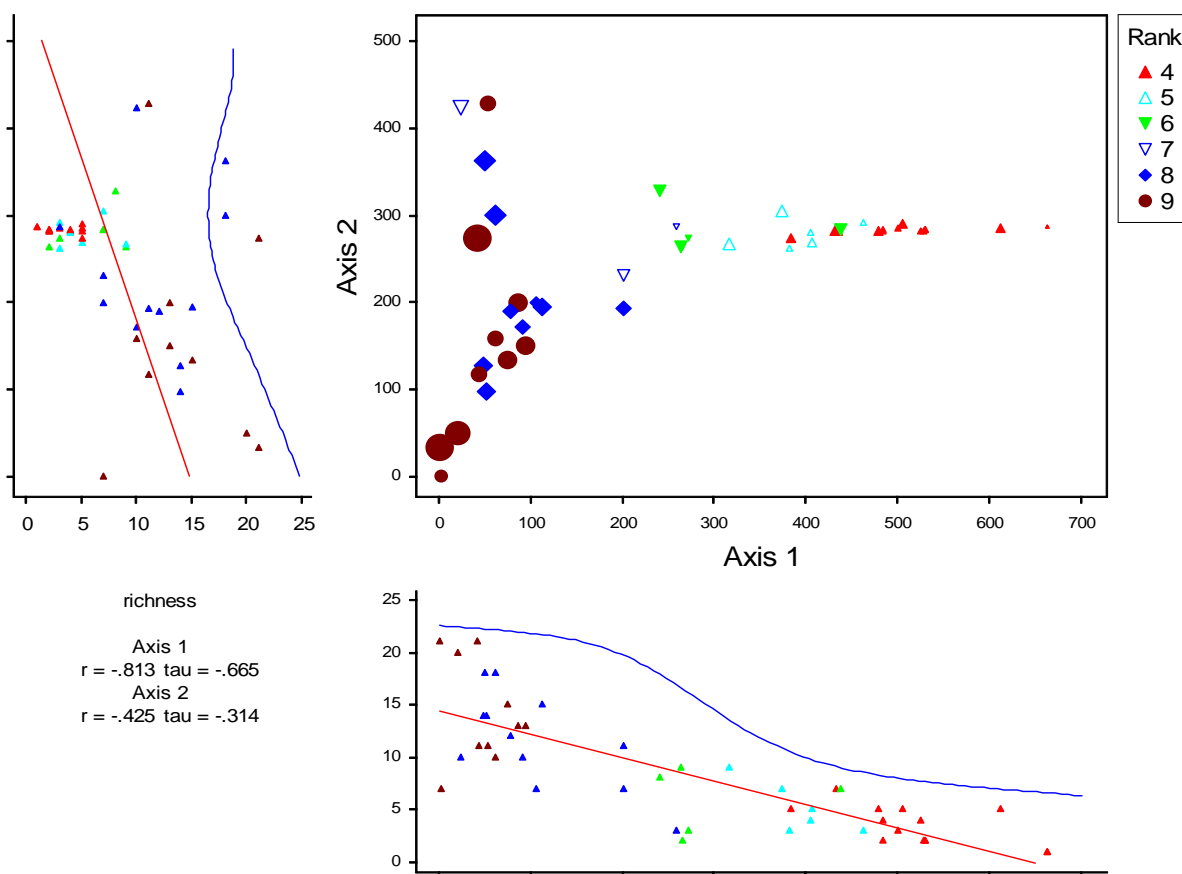 500
400
300
200
100
0
Axis 2
0 5 10 15 20 25
0 100 200 300 400 500 600 700
Axis 1
Rank
4
5
6
7
8
9
richness
Axis 1
r = -.813 tau = -.665
Axis 2
r = -.425 tau = -.314
25
20
15
10
5
0